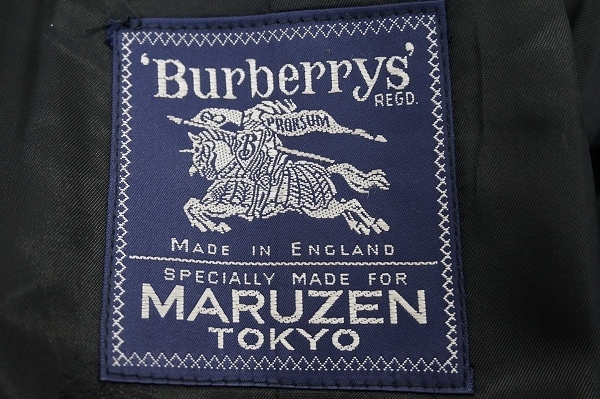 'Burberrys'
REGD.
PRORSUM
B
MADE IN ENGLAND
SPECIALLY MADE FOR
MARUZEN
TOKYO